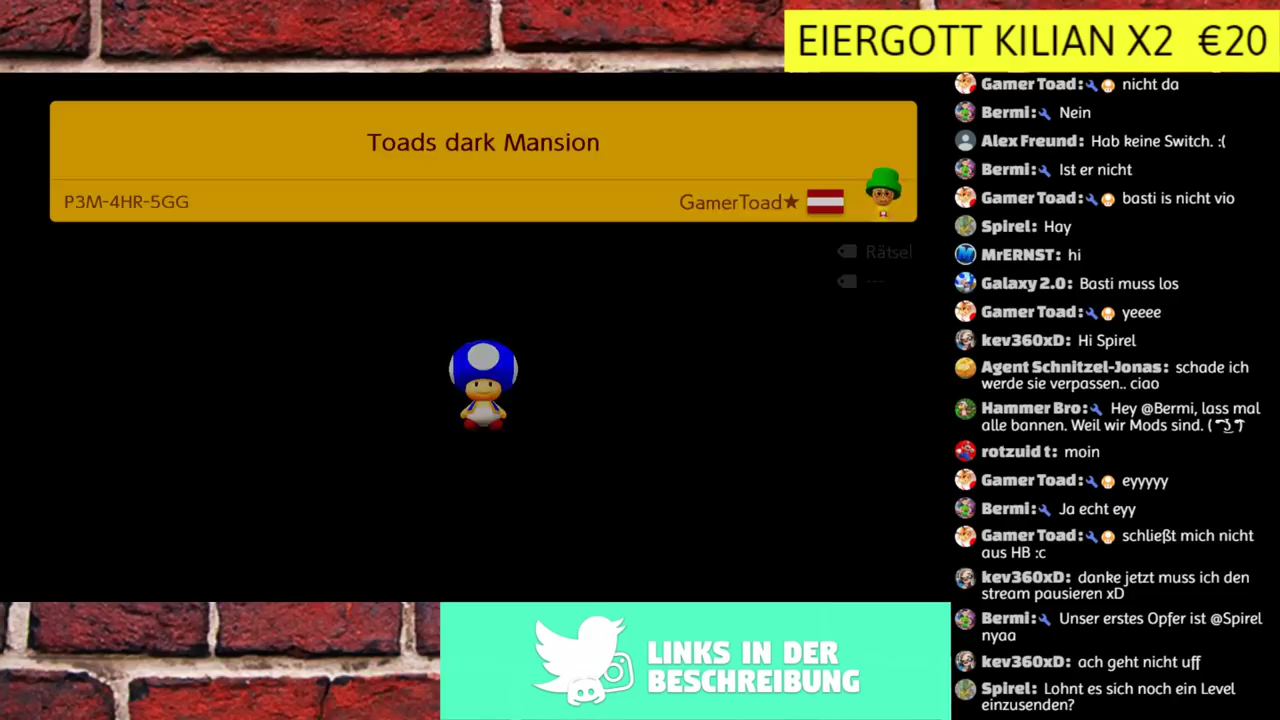 EIERGOTT KILIAN X2 €20
Toads dark Mansion
P3M-4HR-5GG
GamerToad★
Rätsel
---
Gamer Toad: nicht da
Bermi: Nein
Alex Freund: Hab keine Switch. :(
Bermi: Ist er nicht
Gamer Toad: basti is nicht vio
Spirel: Hay
MrERNST: hi
Galaxy 2.0: Basti muss los
Gamer Toad: yeeee
kev360xD: Hi Spirel
Agent Schnitzel-Jonas: schade ich
werde sie verpassen.. ciao
Hammer Bro: Hey @Bermi, lass mal
alle bannen. Weil wir Mods sind. ( ͡° ͜ʖ ͡°
rotzuid t: moin
Gamer Toad: eyyyyy
Bermi: Ja echt eyy
Gamer Toad: schließt mich nicht
aus HB :c
kev360xD: danke jetzt muss ich den
stream pausieren xD
Bermi: Unser erstes Opfer ist @Spirel
nyaa
kev360xD: ach geht nicht uff
Spirel: Lohnt es sich noch ein Level
einzusenden?
LINKS IN DER
BESCHREIBUNG